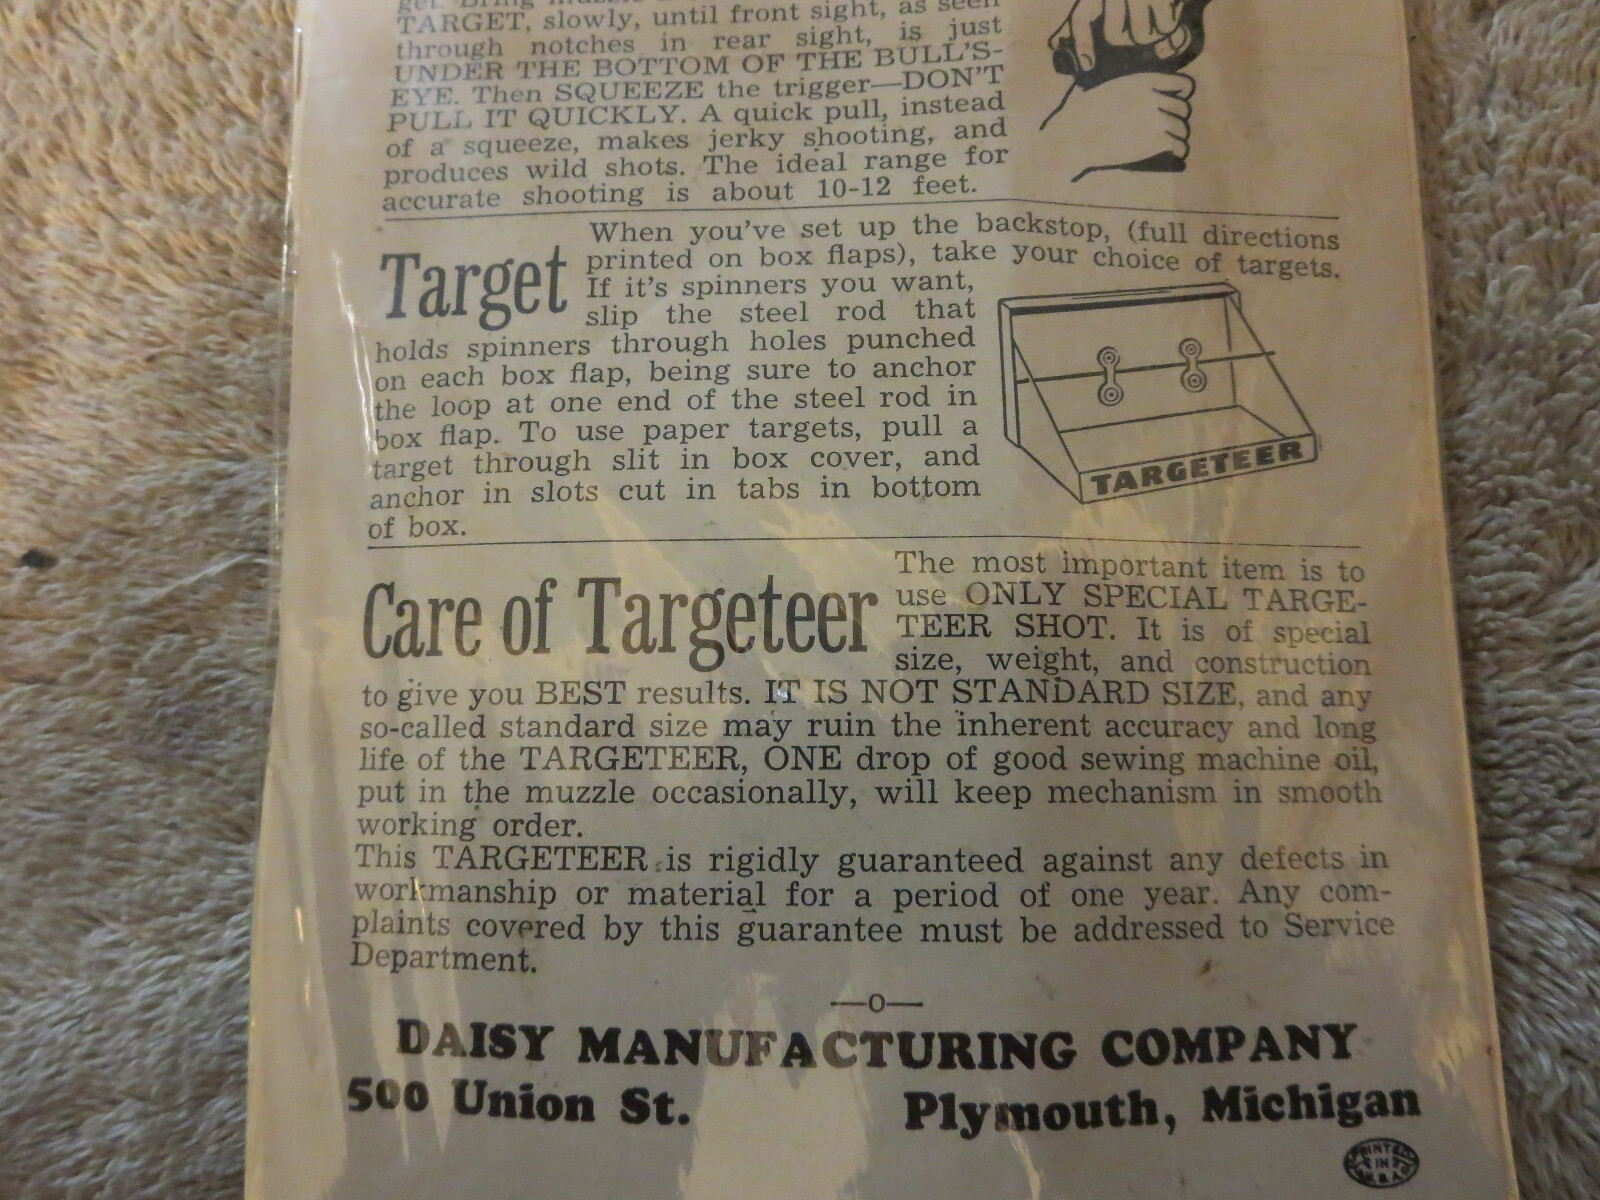 TARGET, slowly, until front sight, as seen
through notches in rear sight, is just
UNDER THE BOTTOM OF THE BULL'S-
EYE. Then SQUEEZE the trigger—DON'T
PULL IT QUICKLY. A quick pull, instead
of a squeeze, makes jerky shooting, and
produces wild shots. The ideal range for
accurate shooting is about 10-12 feet.
Target
When you've set up the backstop, (full directions
printed on box flaps), take your choice of targets.
If it's spinners you want,
slip the steel rod that
holds spinners through holes punched
on each box flap, being sure to anchor
the loop at one end of the steel rod in
box flap. To use paper targets, pull a
target through slit in box cover, and
anchor in slots cut in tabs in bottom
of box.
TARGETEER
Care of Targeteer
The most important item is to
use ONLY SPECIAL TARGE-
TEER SHOT. It is of special
size, weight, and construction
to give you BEST results. IT IS NOT STANDARD SIZE, and any
so-called standard size may ruin the inherent accuracy and long
life of the TARGETEER, ONE drop of good sewing machine oil,
put in the muzzle occasionally, will keep mechanism in smooth
working order.
This TARGETEER is rigidly guaranteed against any defects in
workmanship or material for a period of one year. Any com-
plaints covered by this guarantee must be addressed to Service
Department.
—o—
DAISY MANUFACTURING COMPANY
500 Union St. Plymouth, Michigan
PRINTED
IN
U.S.A.